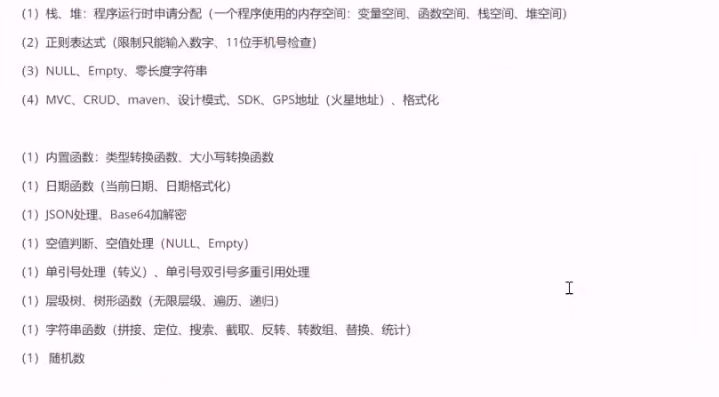 （1）栈、堆：程序运行时申请分配（一个程序使用的内存空间：变量空间、函数空间、栈空间、堆空间）
（2）正则表达式（限制只能输入数字、11位手机号检查）
（3）NULL、Empty、零长度字符串
（4）MVC、CRUD、maven、设计模式、SDK、GPS地址（火星地址）、格式化
（1）内置函数：类型转换函数、大小写转换函数
（1）日期函数（当前日期、日期格式化）
（1）JSON处理、Base64加解密
（1）空值判断、空值处理（NULL、Empty）
（1）单引号处理（转义）、单引号双引号多重引用处理
（1）层级树、树形函数（无限层级、遍历、递归）
（1）字符串函数（拼接、定位、搜索、截取、反转、转数组、替换、统计）
（1） 随机数